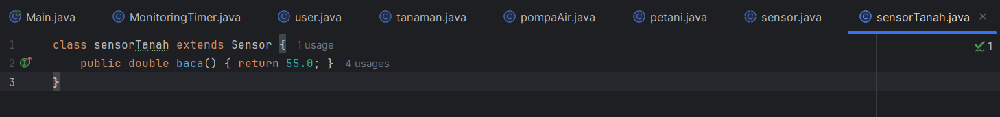 Main.java MonitoringTimer.java user.java tanaman.java pompaAir.java petani.java sensor.java sensorTanah.java
1 class sensorTanah extends Sensor { 1 usage
2 public double baca() { return 55.0; } 4 usages
3 }
1